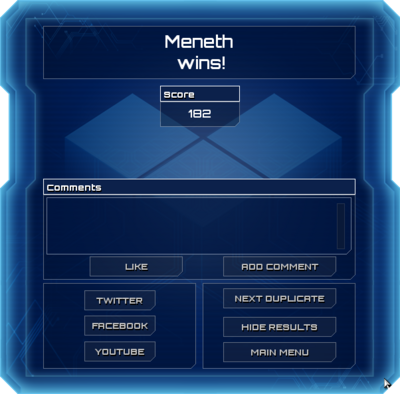 Meneth
wins!
Score
182
Comments
LIKE
ADD COMMENT
TWITTER
NEXT DUPLICATE
FACEBOOK
HIDE RESULTS
YOUTUBE
MAIN MENU